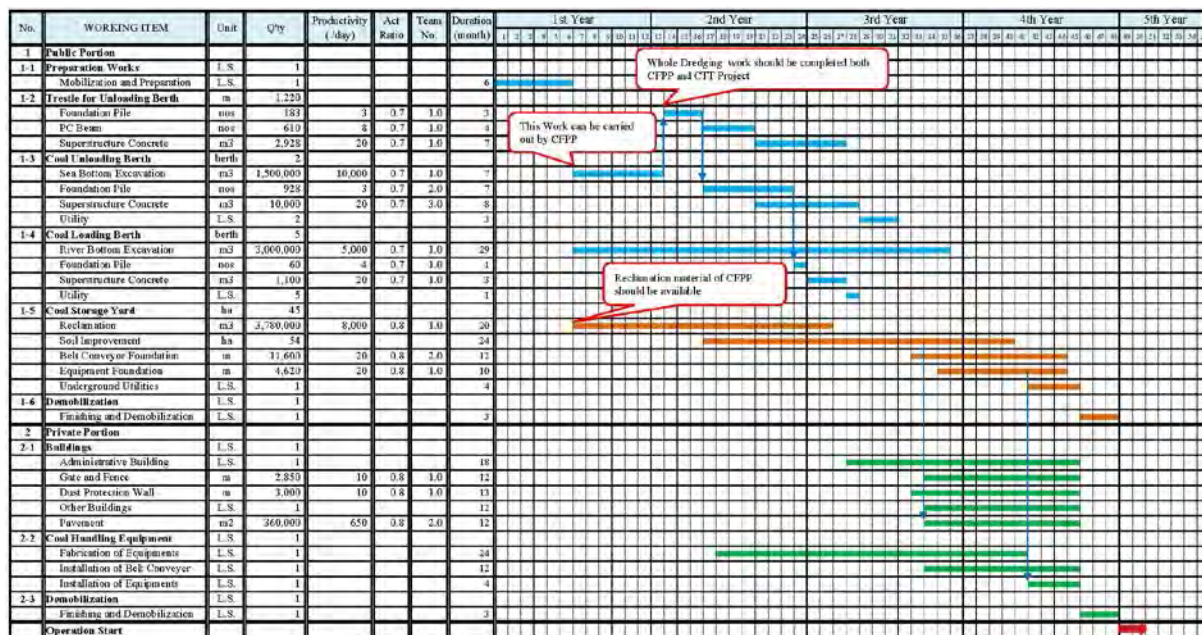 No. WORKING ITEM Unit Q'ty Productivity (/day) Act Ratio Team No. Duration (month) 1st Year 2nd Year 3rd Year 4th Year 5th Year
1 Public Portion
1-1 Preparation Works L.S. 1
Mobilization and Preparation L.S. 1 6
1-2 Trestle for Unloading Berth m 1,220
Foundation Pile nos 183 3 0.7 1.0 3
PC Beam nos 610 8 0.7 1.0 4
Superstructure Concrete m3 2,928 20 0.7 1.0 7
1-3 Coal Unloading Berth berth 2
Sea Bottom Excavation m3 1,500,000 10,000 0.7 1.0 7
Foundation Pile nos 928 3 0.7 2.0 7
Superstructure Concrete m3 10,000 20 0.7 3.0 8
Utility L.S. 2 3
1-4 Coal Loading Berth berth 5
River Bottom Excavation m3 3,000,000 5,000 0.7 1.0 29
Foundation Pile nos 60 4 0.7 1.0 1
Superstructure Concrete m3 1,100 20 0.7 1.0 3
Utility L.S. 5 1
1-5 Coal Storage Yard ha 45
Reclamation m3 3,780,000 8,000 0.8 1.0 20
Soil Improvement ha 54 24
Belt Conveyor Foundation m 11,600 20 0.8 2.0 12
Equipment Foundation m 4,620 20 0.8 1.0 10
Underground Utilities L.S. 1 4
1-6 Demobilization L.S. 1
Finishing and Demobilization L.S. 1 3
2 Private Portion
2-1 Buildings L.S. 1
Administrative Building L.S. 1 18
Gate and Fence m 2,850 10 0.8 1.0 12
Dust Protection Wall m 3,000 10 0.8 1.0 13
Other Buildings L.S. 1 12
Pavement m2 360,000 650 0.8 2.0 12
2-2 Coal Handling Equipment L.S. 1
Fabrication of Equipments L.S. 1 24
Installation of Belt Conveyer L.S. 1 12
Installation of Equipments L.S. 1 4
2-3 Demobilization L.S. 1
Finishing and Demobilization L.S. 1 3
Operation Start L.S. 1
Whole Dredging work should be completed both
CFPP and CTT Project
This Work can be carried
out by CFPP
Reclamation material of CFPP
should be available